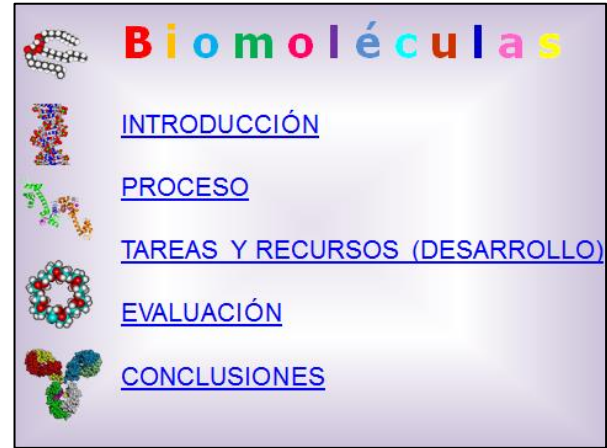 Biomoléculas
INTRODUCCIÓN
PROCESO
TAREAS Y RECURSOS (DESARROLLO)
EVALUACIÓN
CONCLUSIONES